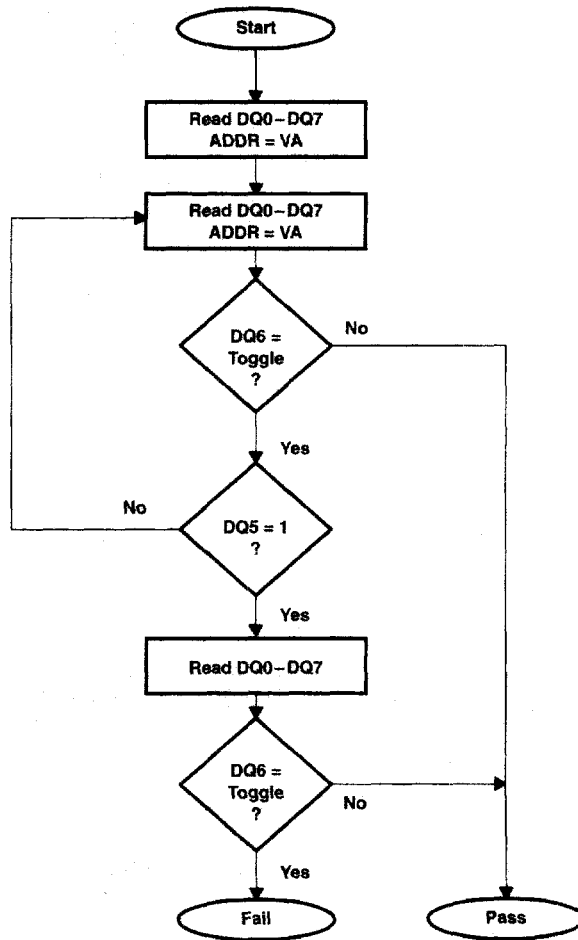 Start
Read DQ0–DQ7
ADDR = VA
Read DQ0–DQ7
ADDR = VA
DQ6 =
Toggle
?
No
Yes
DQ5 = 1
?
No
Yes
Read DQ0–DQ7
DQ6 =
Toggle
?
No
Yes
Fail
Pass